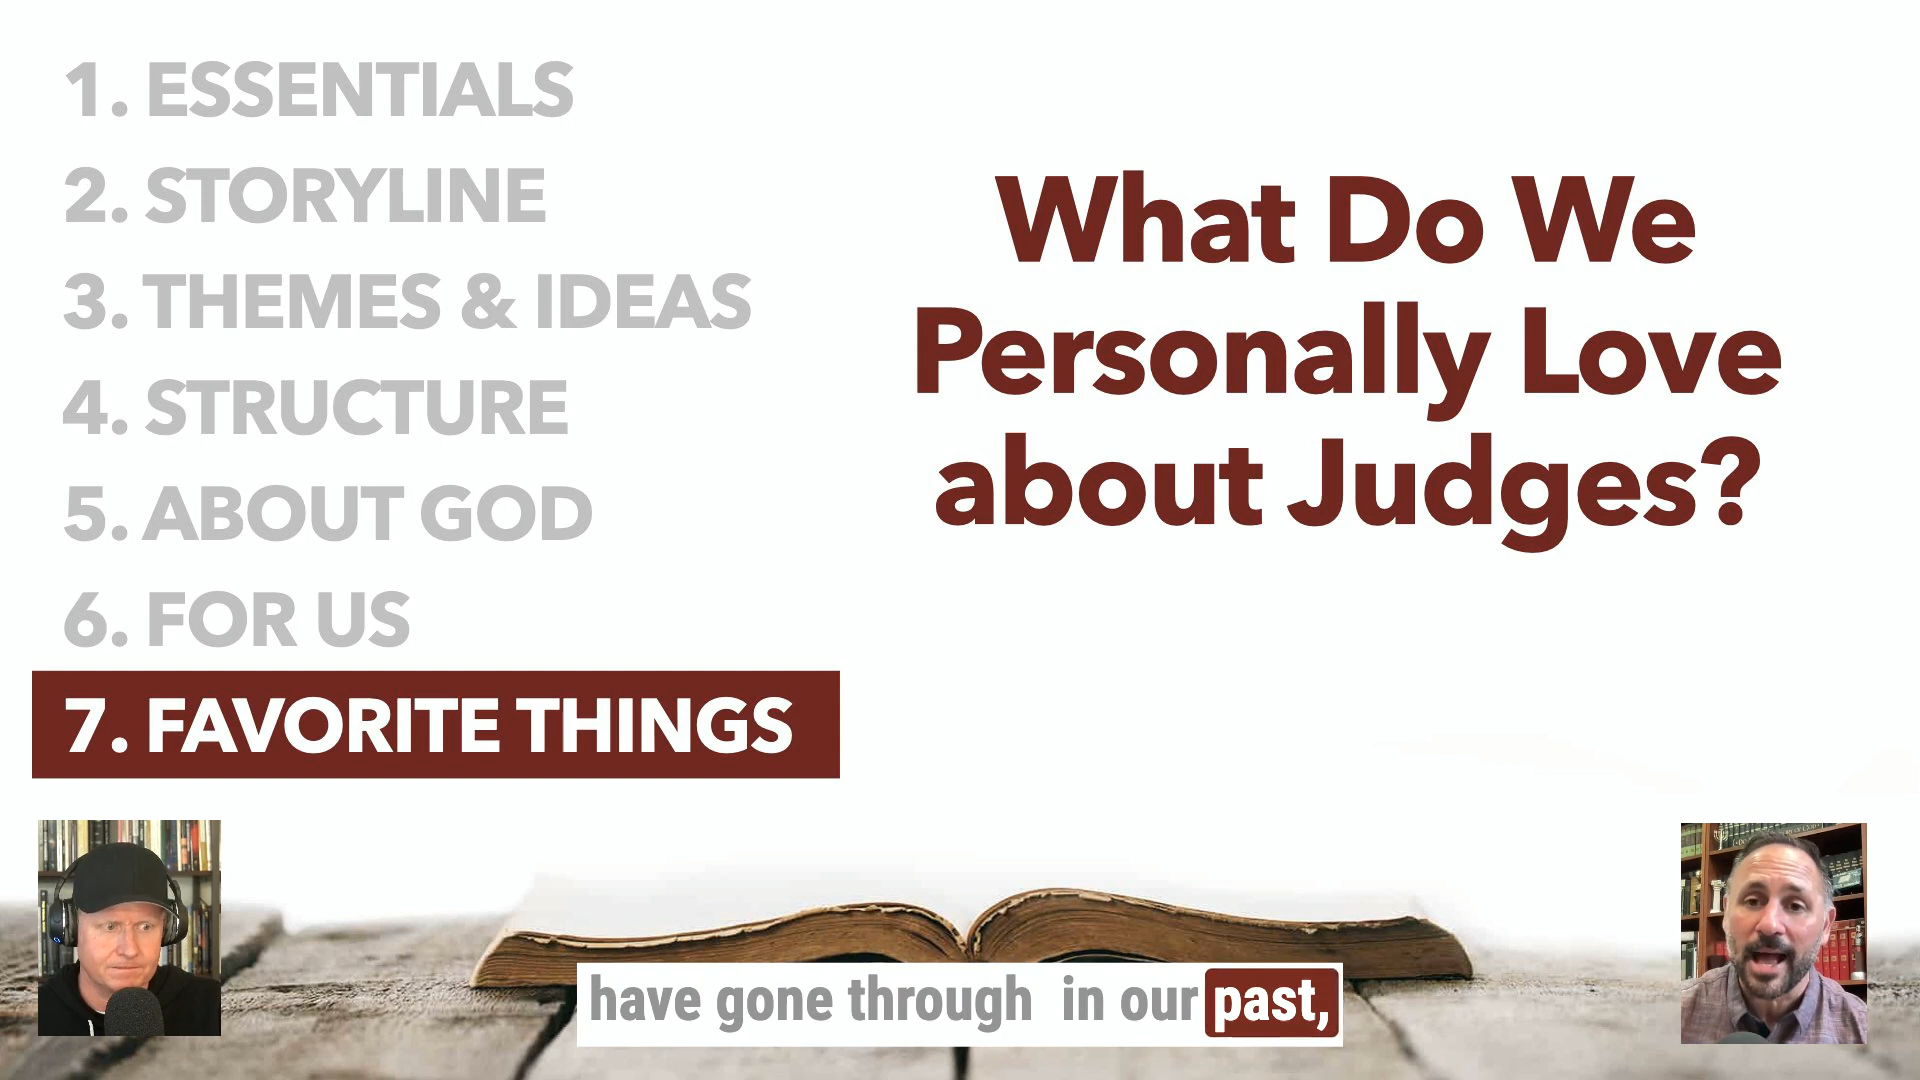 1. ESSENTIALS
2. STORYLINE
3. THEMES & IDEAS
4. STRUCTURE
5. ABOUT GOD
6. FOR US
7. FAVORITE THINGS
What Do We
Personally Love
about Judges?
have gone through in our past,